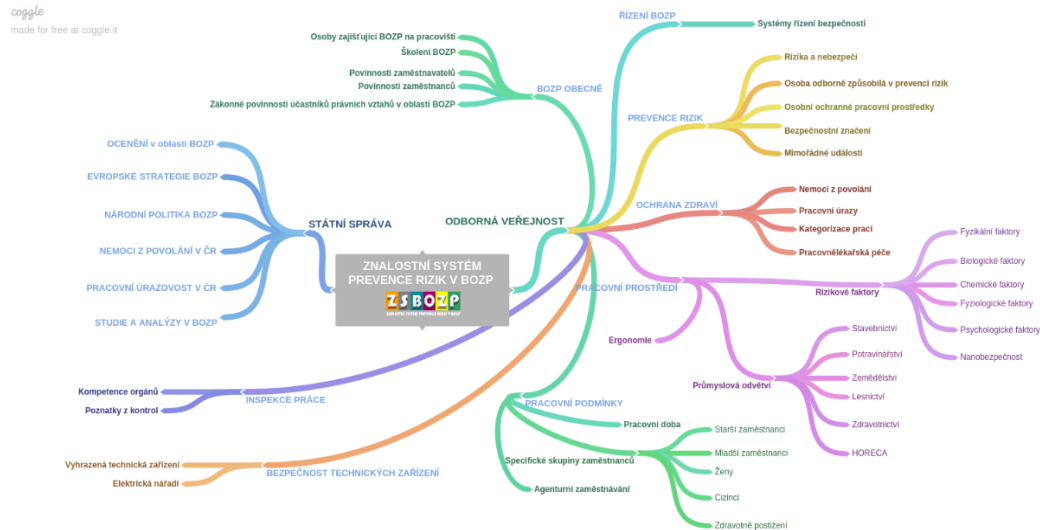 coggle
made for free at coggle.it
ZNALOSTNÍ SYSTÉM
PREVENCE RIZIK V BOZP
ZSBOZP
STÁTNÍ SPRÁVA
OCENĚNÍ v oblasti BOZP
EVROPSKÉ STRATEGIE BOZP
NÁRODNÍ POLITIKA BOZP
NEMOCI Z POVOLÁNÍ V ČR
PRACOVNÍ ÚRAZOVOST V ČR
STUDIE A ANALÝZY V BOZP
ODBORNÁ VEŘEJNOST
BOZP OBECNĚ
Osoby zajišťující BOZP na pracovišti
Školení BOZP
Povinnosti zaměstnavatelů
Povinnosti zaměstnanců
Zákonné povinnosti účastníků právních vztahů v oblasti BOZP
ŘÍZENÍ BOZP
Systémy řízení bezpečnosti
PREVENCE RIZIK
Rizika a nebezpečí
Osoba odborně způsobilá v prevenci rizik
Osobní ochranné pracovní prostředky
Bezpečnostní značení
Mimořádné události
OCHRANA ZDRAVÍ
Nemoci z povolání
Pracovní úrazy
Kategorizace prací
Pracovnělékařská péče
PRACOVNÍ PROSTŘEDÍ
Rizikové faktory
Fyzikální faktory
Biologické faktory
Chemické faktory
Fyziologické faktory
Psychologické faktory
Nanobezpečnost
Ergonomie
Průmyslová odvětví
Stavebnictví
Potravinářství
Zemědělství
Lesnictví
Zdravotnictví
HORECA
PRACOVNÍ PODMÍNKY
Pracovní doba
Specifické skupiny zaměstnanců
Starší zaměstnanci
Mladší zaměstnanci
Ženy
Cizinci
Zdravotně postižení
Agenturní zaměstnávání
INSPEKCE PRÁCE
Kompetence orgánů
Poznatky z kontrol
BEZPEČNOST TECHNICKÝCH ZAŘÍZENÍ
Vyhrazená technická zařízení
Elektrická nářadí